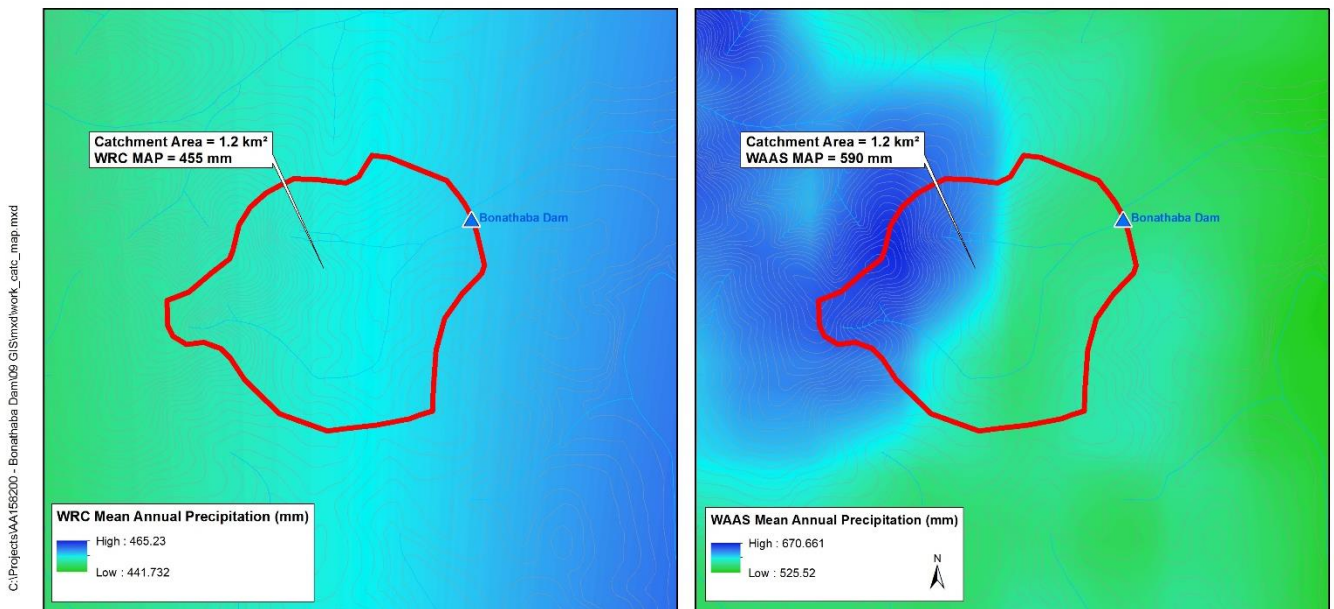 C:\Projects\AA158200 - Bonathaba Dam\09 GIS\mxd\work_catc_map.mxd
Catchment Area = 1.2 km²
WRC MAP = 455 mm
Bonathaba Dam
WRC Mean Annual Precipitation (mm)
High : 465.23
Low : 441.732
Catchment Area = 1.2 km²
WAAS MAP = 590 mm
Bonathaba Dam
WAAS Mean Annual Precipitation (mm)
High : 670.661
Low : 525.52
N